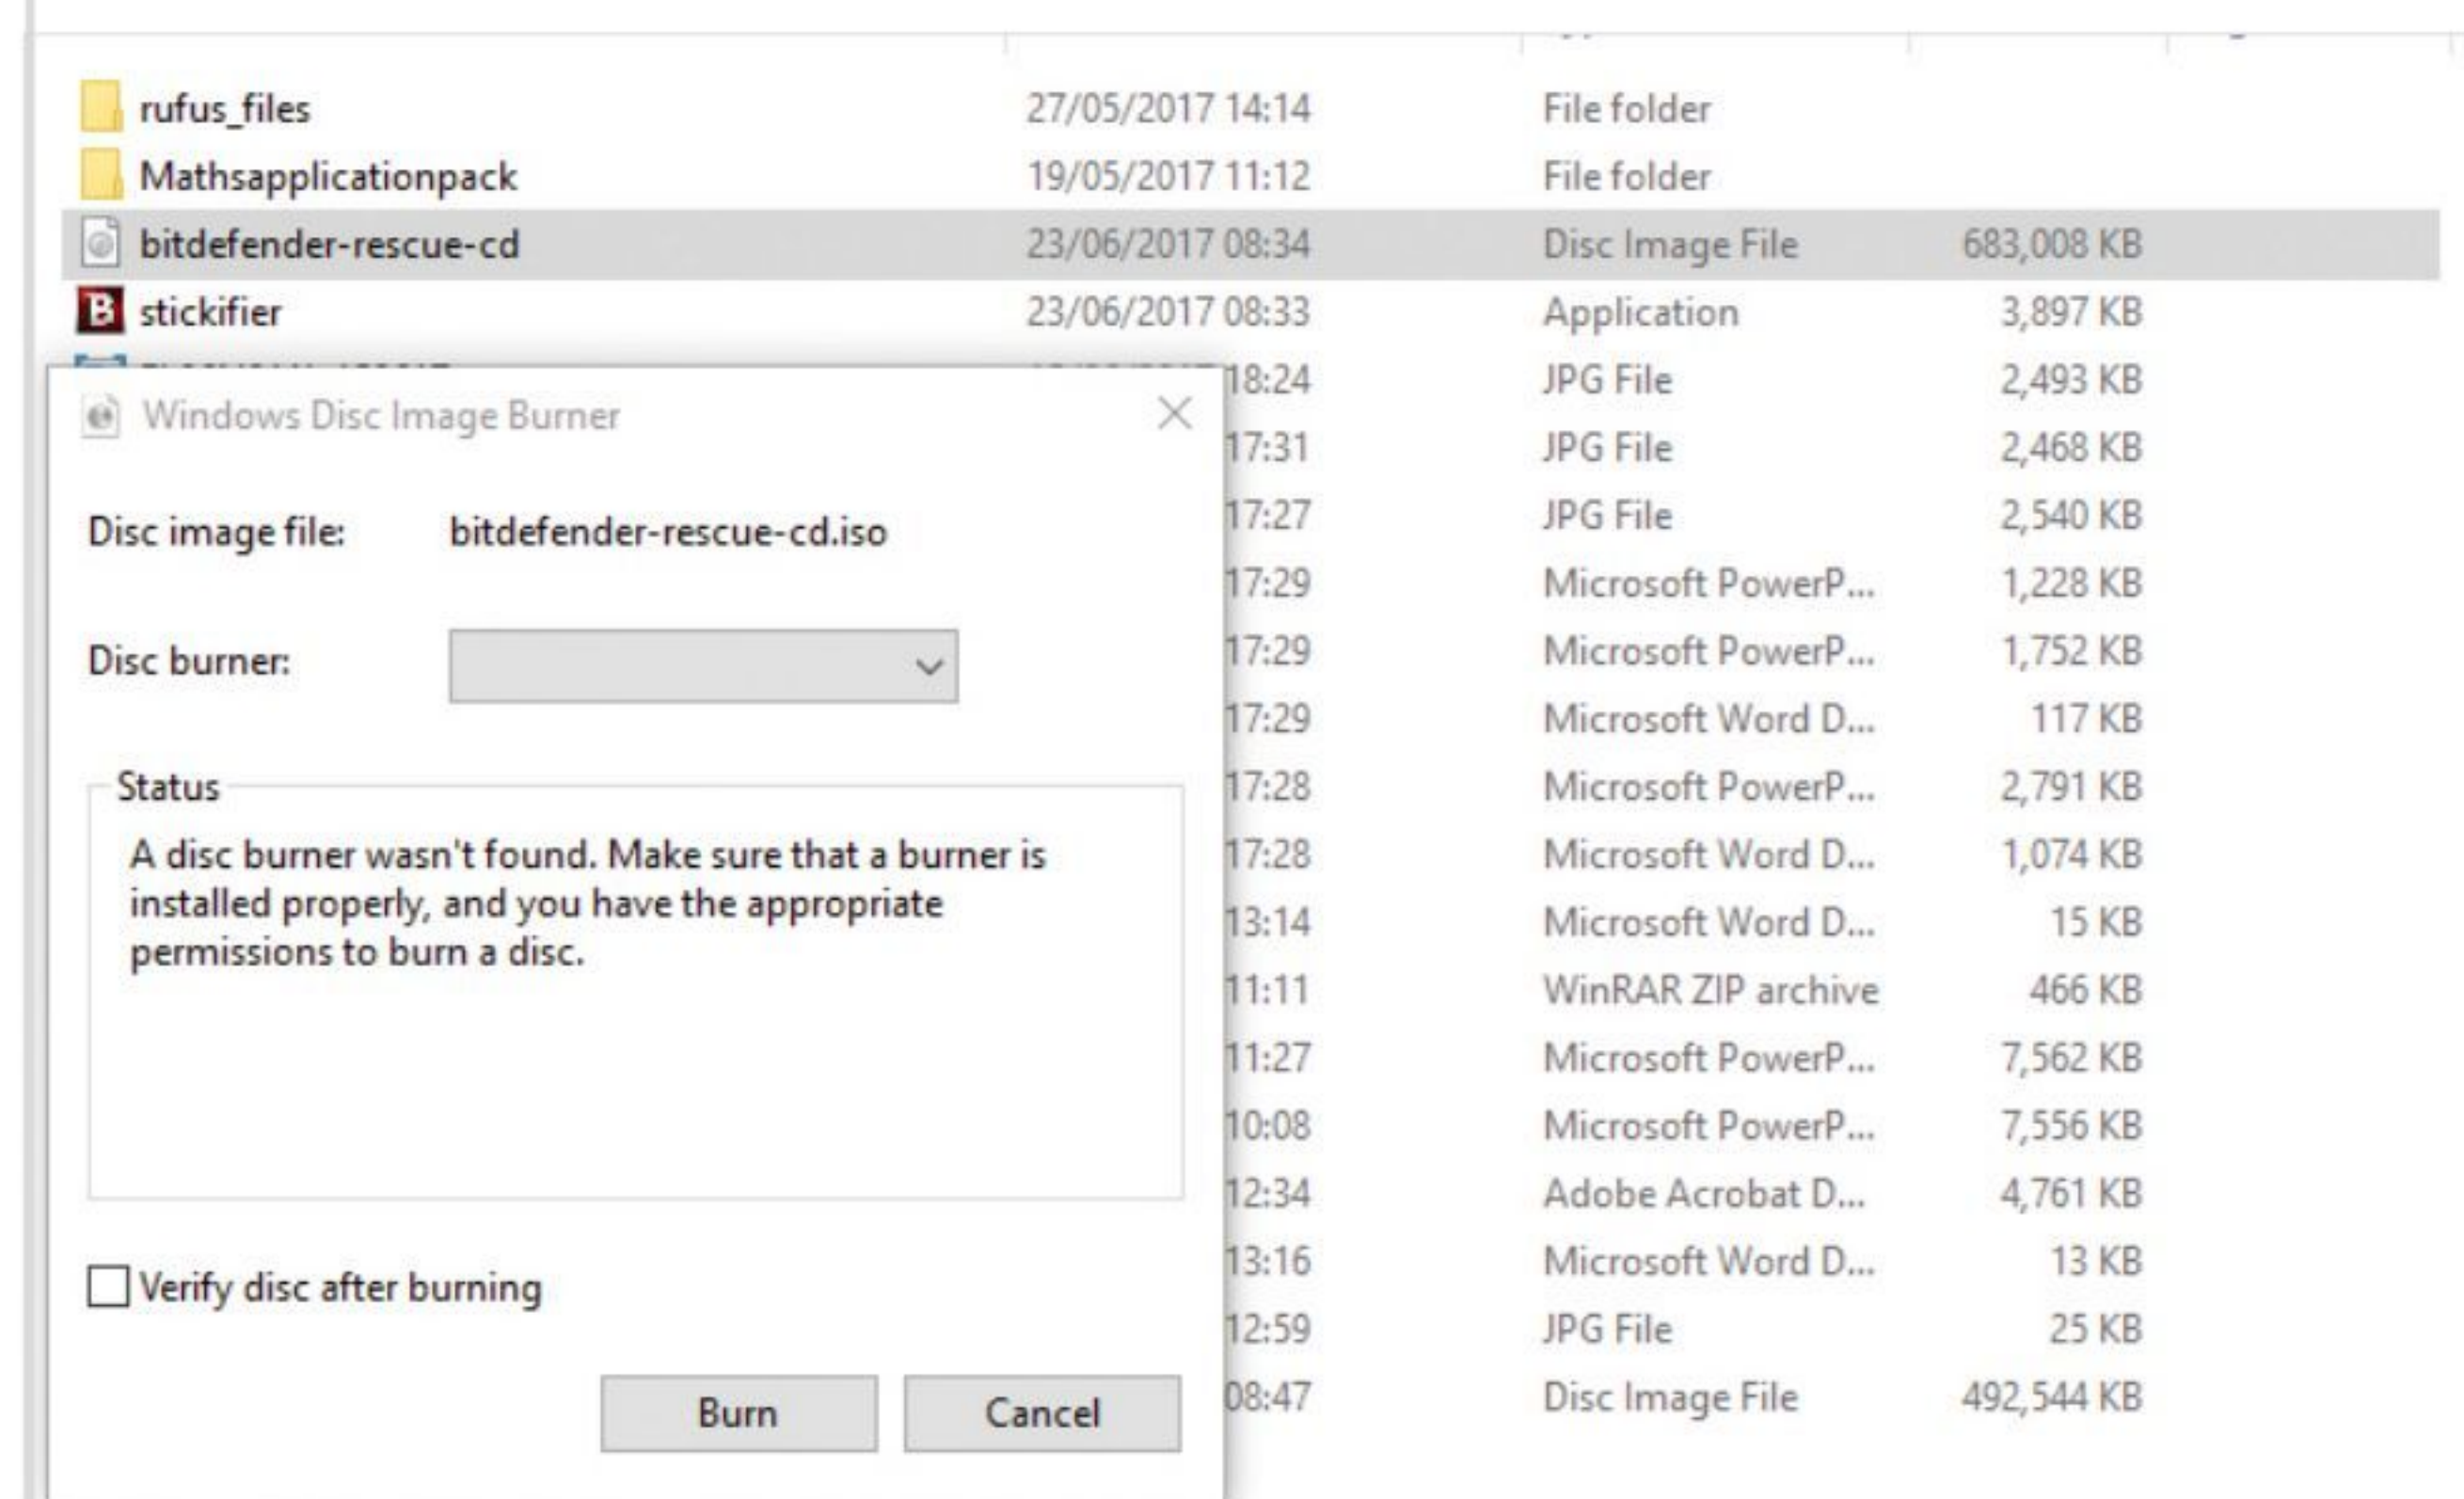 rufus_files 27/05/2017 14:14 File folder
Mathsapplicationpack 19/05/2017 11:12 File folder
bitdefender-rescue-cd 23/06/2017 08:34 Disc Image File 683,008 KB
B stickifier 23/06/2017 08:33 Application 3,897 KB
18:24 JPG File 2,493 KB
Windows Disc Image Burner
17:31 JPG File 2,468 KB
Disc image file: bitdefender-rescue-cd.iso
17:27 JPG File 2,540 KB
17:29 Microsoft PowerP... 1,228 KB
Disc burner:
17:29 Microsoft PowerP... 1,752 KB
17:29 Microsoft Word D... 117 KB
Status
17:28 Microsoft PowerP... 2,791 KB
A disc burner wasn't found. Make sure that a burner is
installed properly, and you have the appropriate
permissions to burn a disc.
17:28 Microsoft Word D... 1,074 KB
13:14 Microsoft Word D... 15 KB
11:11 WinRAR ZIP archive 466 KB
11:27 Microsoft PowerP... 7,562 KB
10:08 Microsoft PowerP... 7,556 KB
12:34 Adobe Acrobat D... 4,761 KB
13:16 Microsoft Word D... 13 KB
Verify disc after burning
12:59 JPG File 25 KB
Burn Cancel
08:47 Disc Image File 492,544 KB